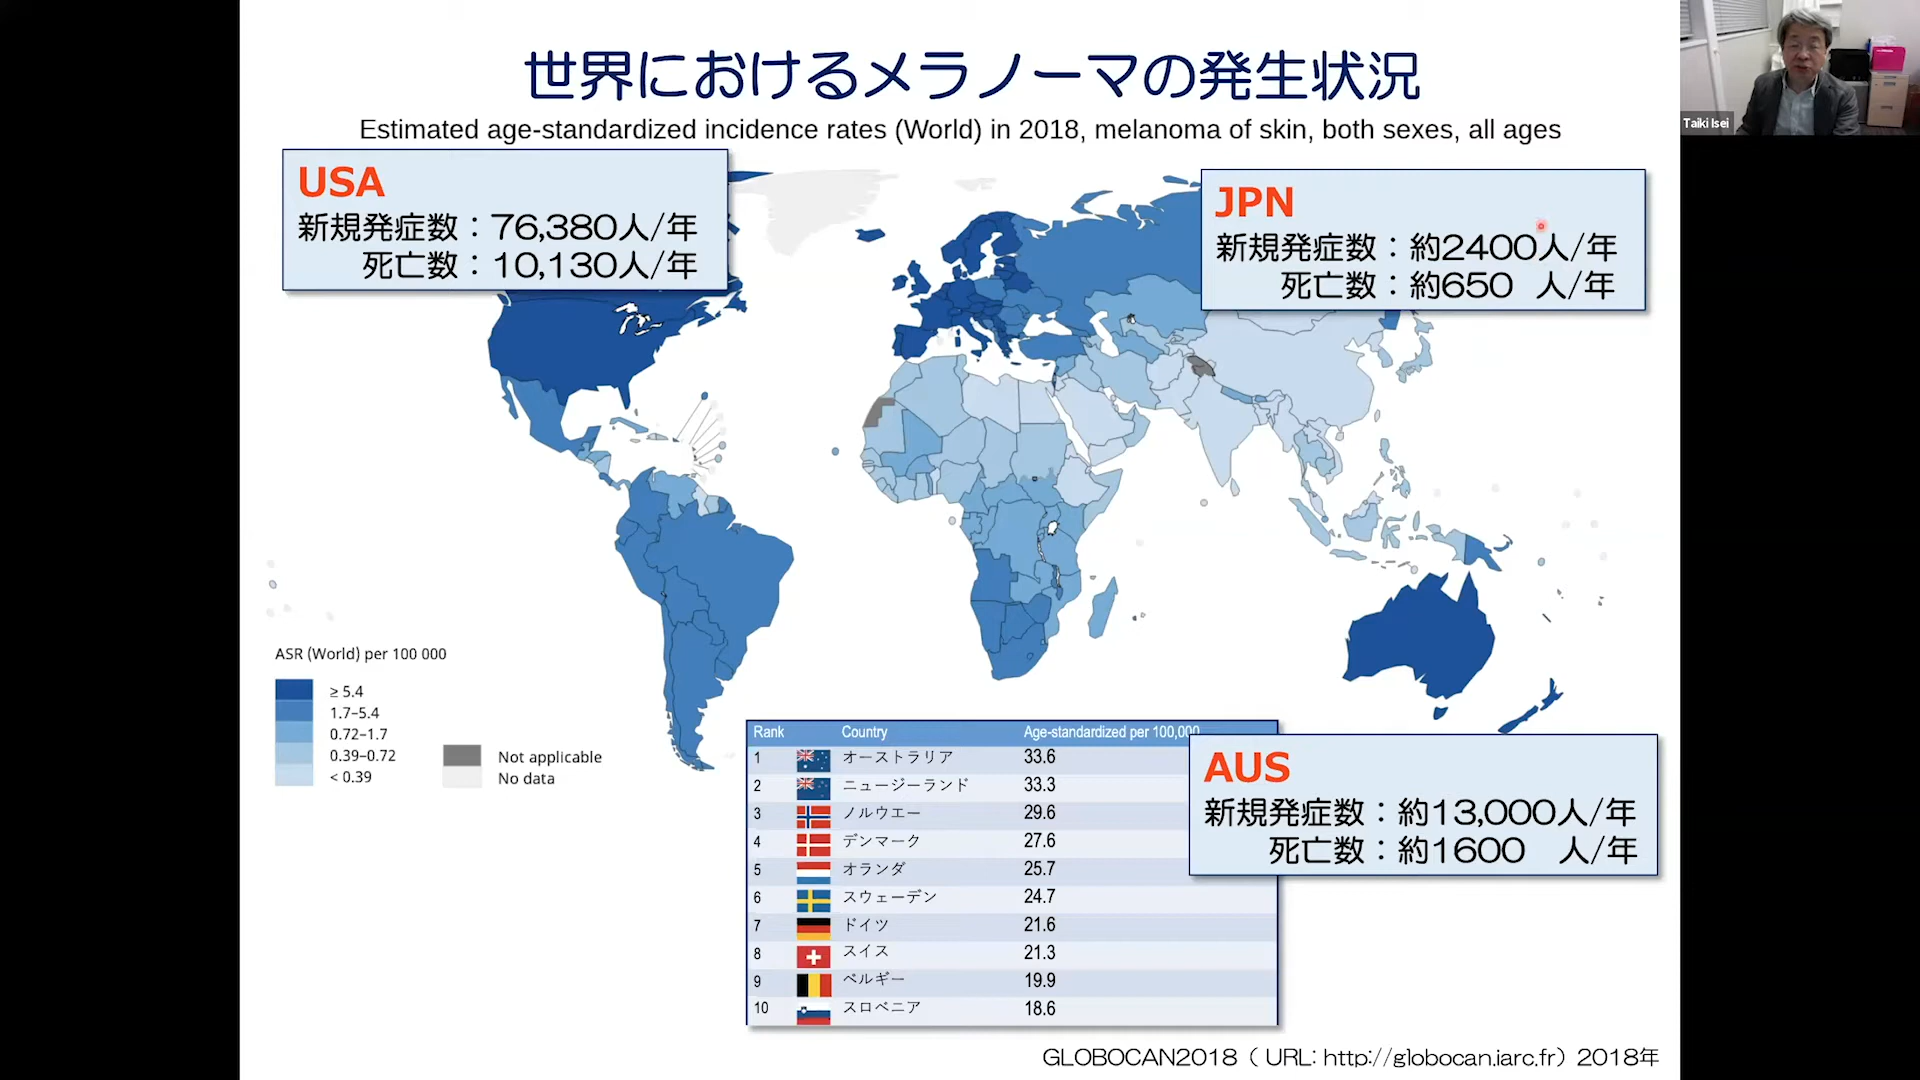 世界におけるメラノーマの発生状況
Estimated age-standardized incidence rates (World) in 2018, melanoma of skin, both sexes, all ages
Taiki Isei
USA
新規発症数：76,380人/年
死亡数：10,130人/年
JPN
新規発症数：約2400人/年
死亡数：約650 人/年
ASR (World) per 100 000
≥ 5.4
1.7–5.4
0.72–1.7
0.39–0.72
< 0.39
Not applicable
No data
Rank Country Age-standardized per 100,000
1 オーストラリア 33.6
2 ニュージーランド 33.3
3 ノルウエー 29.6
4 デンマーク 27.6
5 オランダ 25.7
6 スウェーデン 24.7
7 ドイツ 21.6
8 スイス 21.3
9 ベルギー 19.9
10 スロベニア 18.6
AUS
新規発症数：約13,000人/年
死亡数：約1600 人/年
GLOBOCAN2018（ URL: http://globocan.iarc.fr）2018年